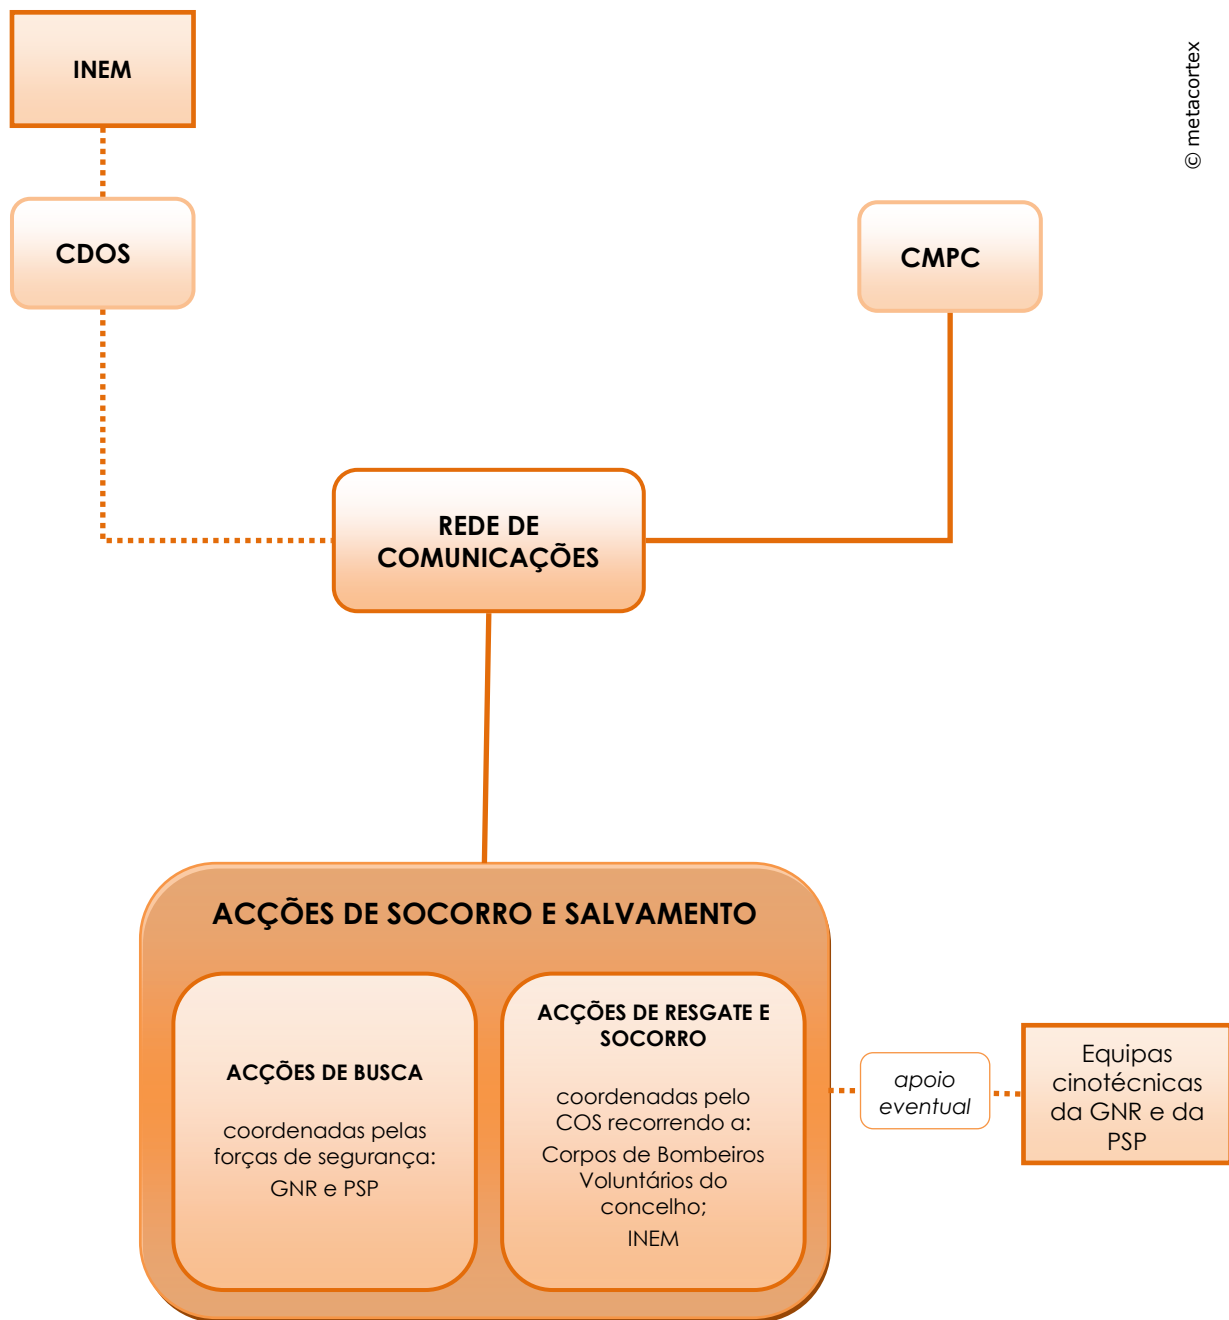 INEM
© metacortex
CDOS
CMPC
REDE DE
COMUNICAÇÕES
ACÇÕES DE SOCORRO E SALVAMENTO
ACÇÕES DE BUSCA
coordenadas pelas
forças de segurança:
GNR e PSP
ACÇÕES DE RESGATE E
SOCORRO
coordenadas pelo
COS recorrendo a:
Corpos de Bombeiros
Voluntários do
concelho;
INEM
apoio
eventual
Equipas
cinotécnicas
da GNR e da
PSP